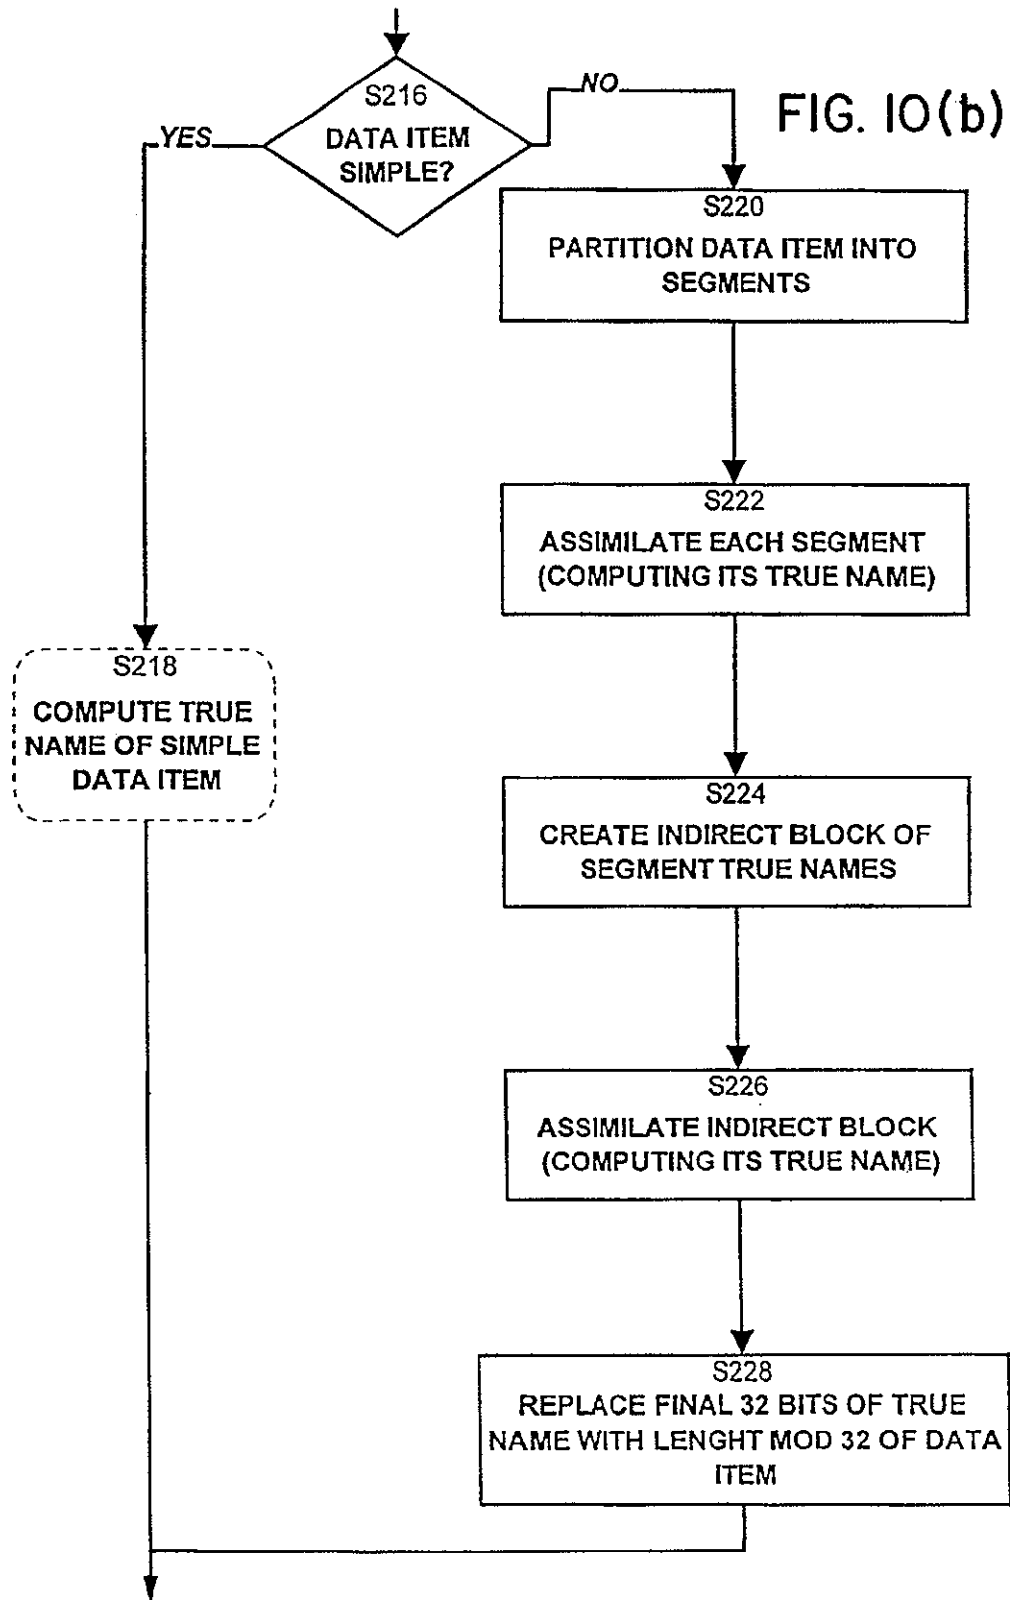 FIG. 10(b)
S216
DATA ITEM
SIMPLE?
YES
NO
S220
PARTITION DATA ITEM INTO
SEGMENTS
S222
ASSIMILATE EACH SEGMENT
(COMPUTING ITS TRUE NAME)
S218
COMPUTE TRUE
NAME OF SIMPLE
DATA ITEM
S224
CREATE INDIRECT BLOCK OF
SEGMENT TRUE NAMES
S226
ASSIMILATE INDIRECT BLOCK
(COMPUTING ITS TRUE NAME)
S228
REPLACE FINAL 32 BITS OF TRUE
NAME WITH LENGHT MOD 32 OF DATA
ITEM